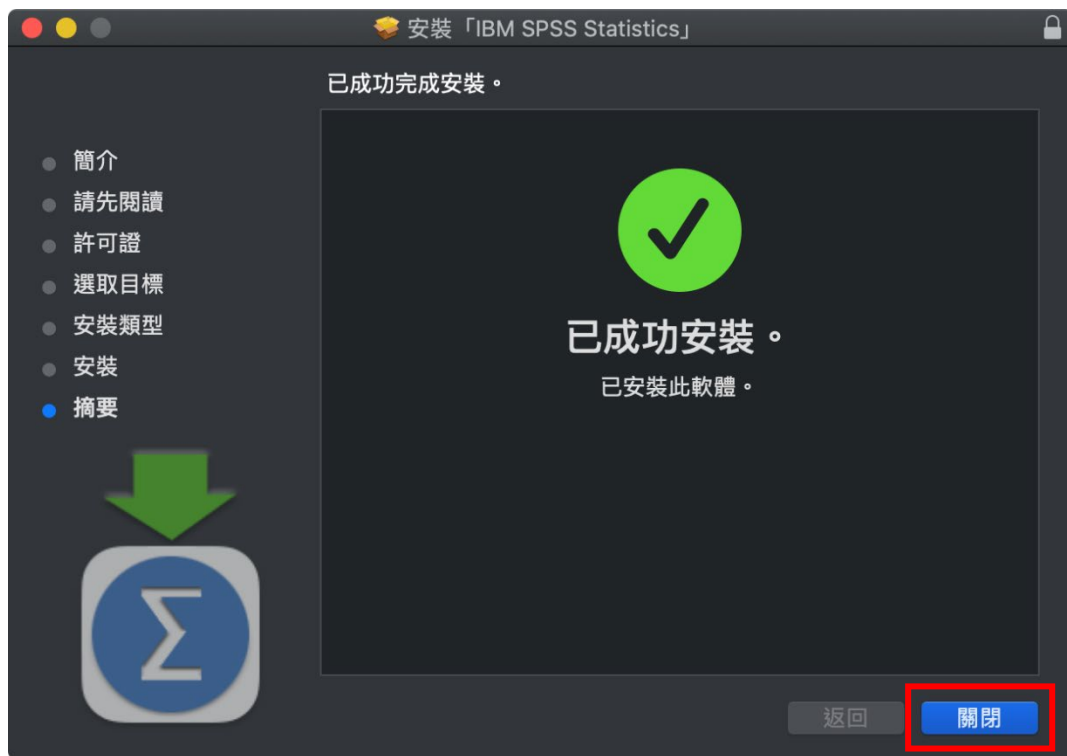 安裝「IBM SPSS Statistics」
已成功完成安裝。
簡介
請先閱讀
許可證
選取目標
安裝類型
安裝
摘要
已成功安裝。
已安裝此軟體。
Σ
返回
關閉